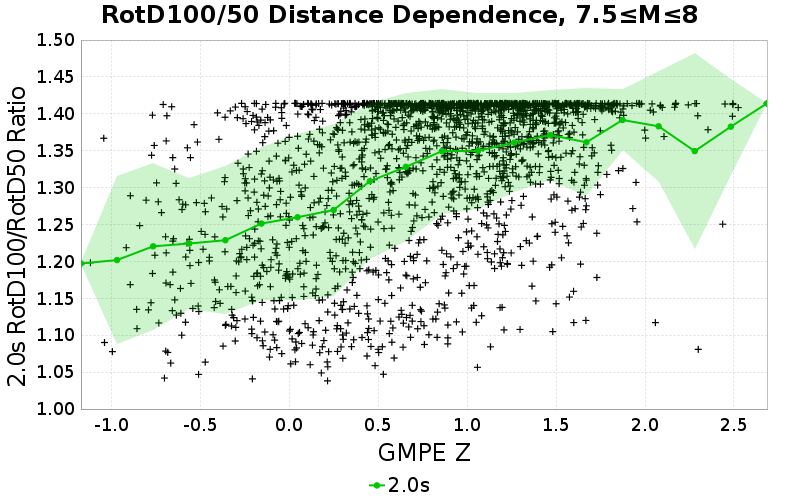 RotD100/50 Distance Dependence, 7.5≤M≤8
2.0s RotD100/RotD50 Ratio
1.50
1.45
1.40
1.35
1.30
1.25
1.20
1.15
1.10
1.05
1.00
-1.0 -0.5 0.0 0.5 1.0 1.5 2.0 2.5
GMPE Z
2.0s